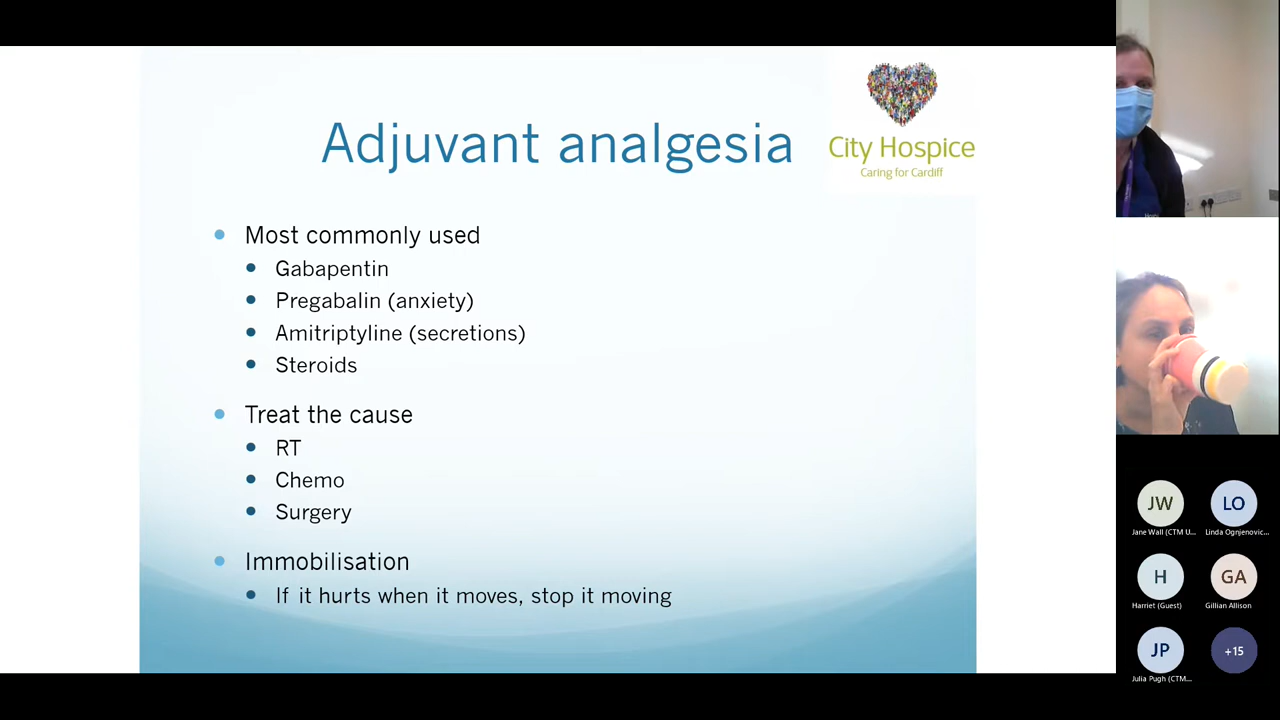 Adjuvant analgesia
City Hospice
Caring for Cardiff
Most commonly used
Gabapentin
Pregabalin (anxiety)
Amitriptyline (secretions)
Steroids
Treat the cause
RT
Chemo
Surgery
Immobilisation
If it hurts when it moves, stop it moving
JW
LO
Jane Wall (CTM U...
Linda Ognjenovic...
H
GA
Harriet (Guest)
Gillian Allison
JP
+15
Julia Pugh (CTM...